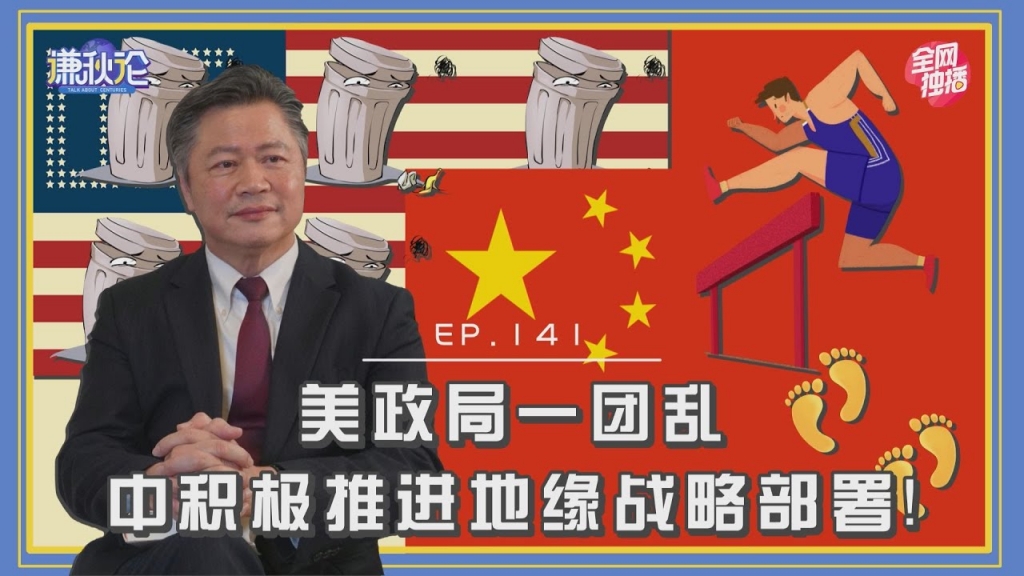 谦秋论
TALK ABOUT CENTURIES
全网
独播
EP.141
美政局一团乱
中积极推进地缘战略部署!